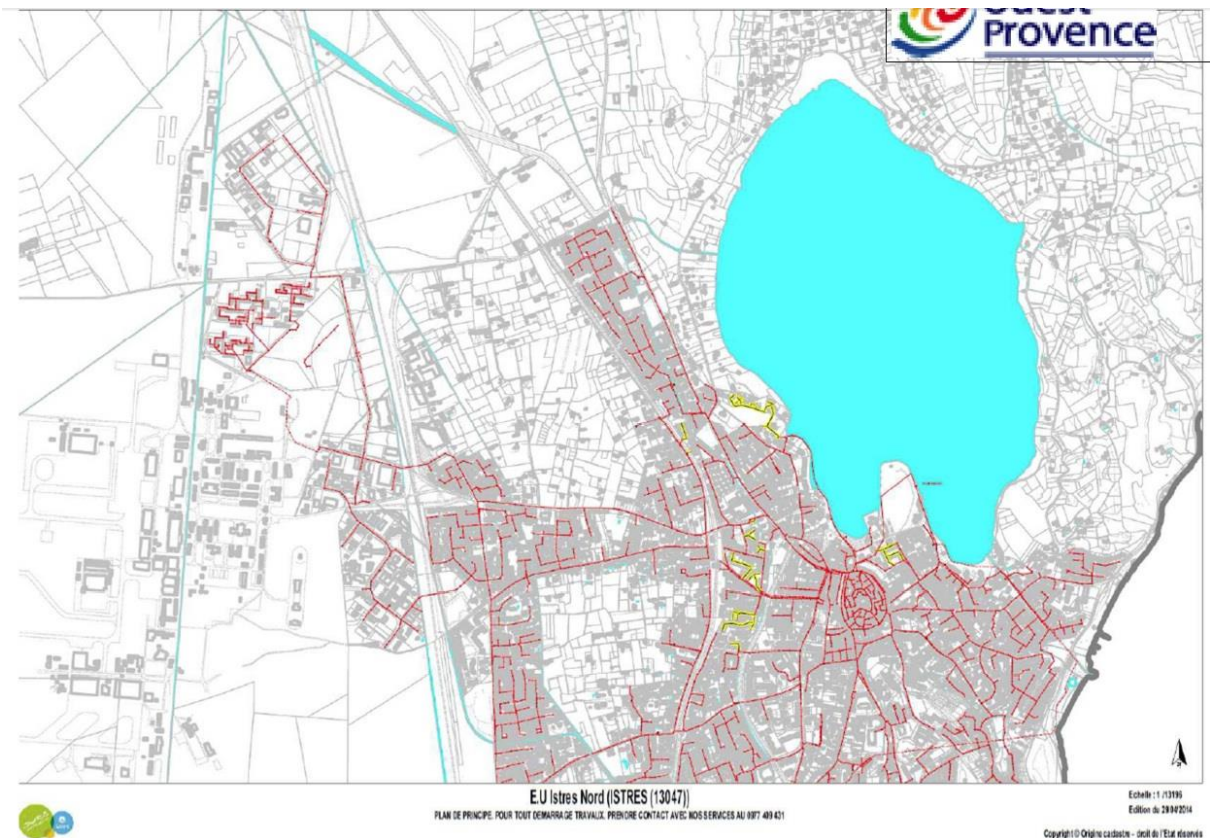 Ouest
Provence
E.U Istres Nord (ISTRES (13047))
PLAN DE PRINCIPE. POUR TOUT DEMARRAGE TRAVAUX, PRENDRE CONTACT AVEC NOS SERVICES AU 0977 409 431
Echelle : 1 /13196
Edition du 29/04/2014
Copyright © Origine cadastre - droit de l'Etat réservés